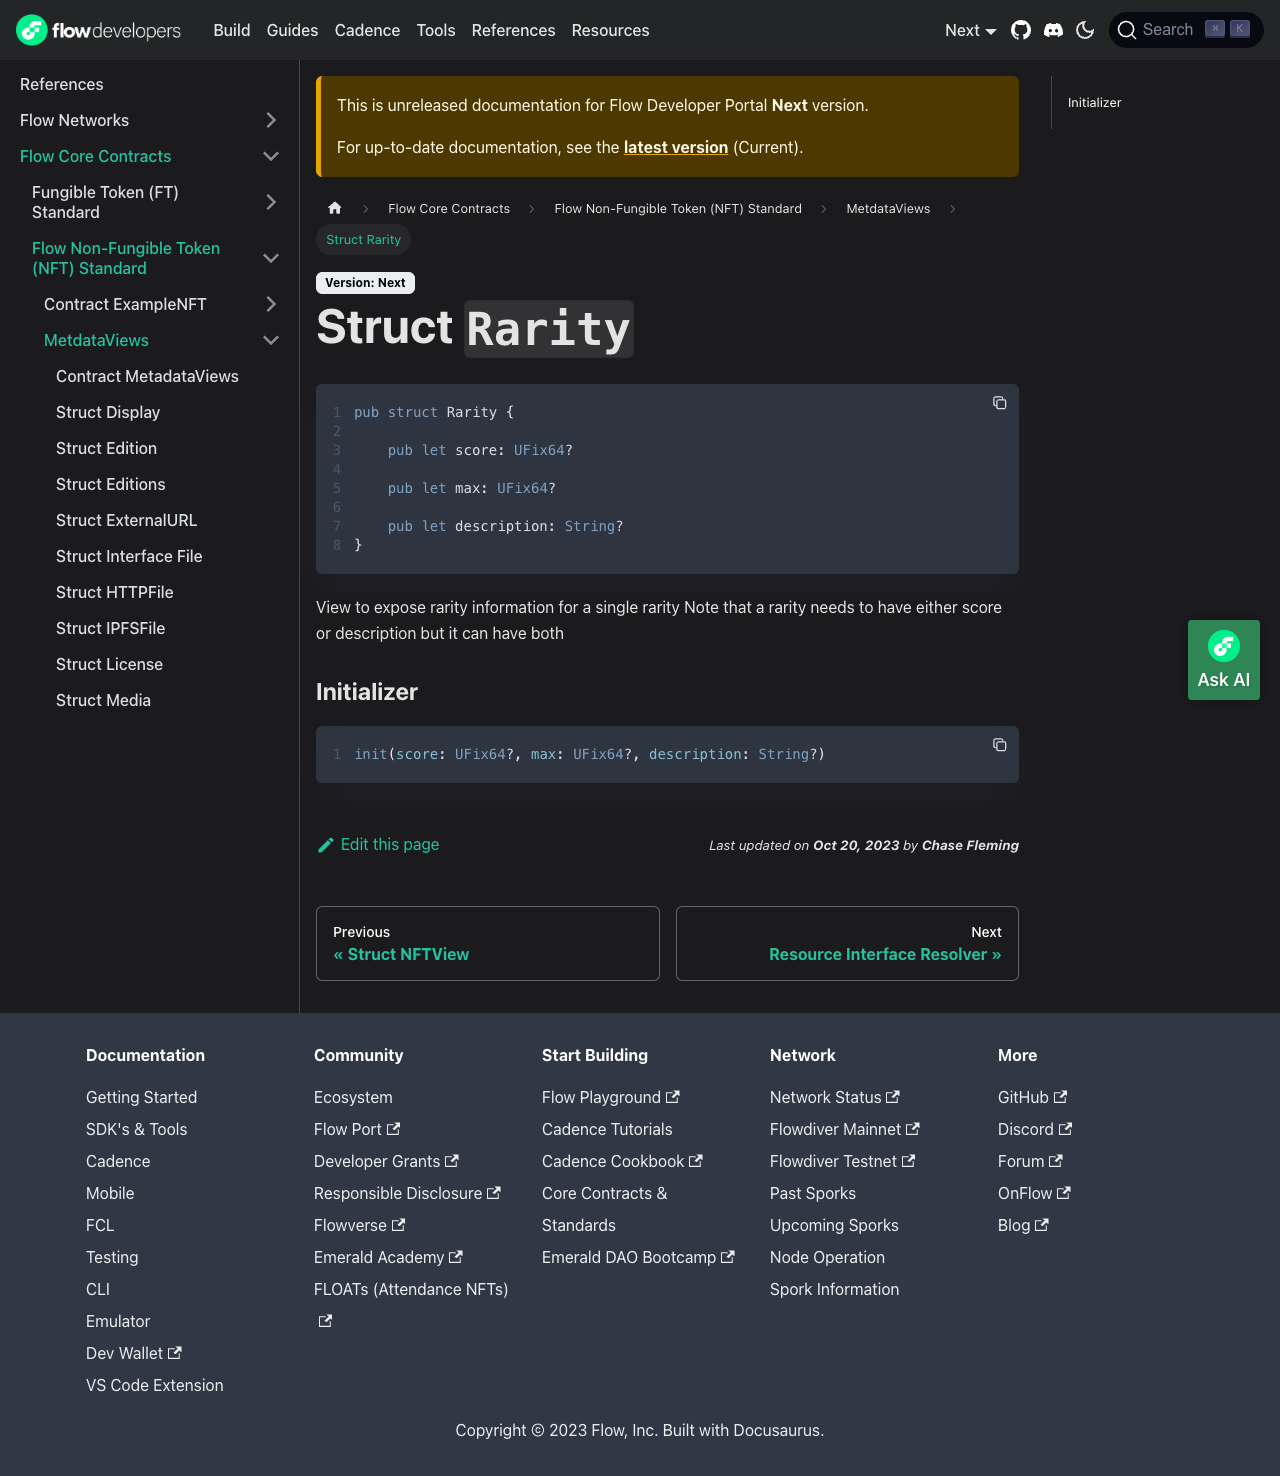 flowdevelopers
Build
Guides
Cadence
Tools
References
Resources
Next
Search
⌘
K
References
Flow Networks
Flow Core Contracts
Fungible Token (FT)
Standard
Flow Non-Fungible Token
(NFT) Standard
Contract ExampleNFT
MetdataViews
Contract MetadataViews
Struct Display
Struct Edition
Struct Editions
Struct ExternalURL
Struct Interface File
Struct HTTPFile
Struct IPFSFile
Struct License
Struct Media
This is unreleased documentation for Flow Developer Portal Next version.
For up-to-date documentation, see the latest version (Current).
Flow Core Contracts
Flow Non-Fungible Token (NFT) Standard
MetdataViews
Struct Rarity
Version: Next
Struct Rarity
1 pub struct Rarity {
2
3 pub let score: UFix64?
4
5 pub let max: UFix64?
6
7 pub let description: String?
8 }
View to expose rarity information for a single rarity Note that a rarity needs to have either score
or description but it can have both
Initializer
1 init(score: UFix64?, max: UFix64?, description: String?)
Edit this page
Last updated on Oct 20, 2023 by Chase Fleming
Previous
« Struct NFTView
Next
Resource Interface Resolver »
Initializer
Ask AI
Documentation
Getting Started
SDK's & Tools
Cadence
Mobile
FCL
Testing
CLI
Emulator
Dev Wallet
VS Code Extension
Community
Ecosystem
Flow Port
Developer Grants
Responsible Disclosure
Flowverse
Emerald Academy
FLOATs (Attendance NFTs)
Start Building
Flow Playground
Cadence Tutorials
Cadence Cookbook
Core Contracts &
Standards
Emerald DAO Bootcamp
Network
Network Status
Flowdiver Mainnet
Flowdiver Testnet
Past Sporks
Upcoming Sporks
Node Operation
Spork Information
More
GitHub
Discord
Forum
OnFlow
Blog
Copyright © 2023 Flow, Inc. Built with Docusaurus.